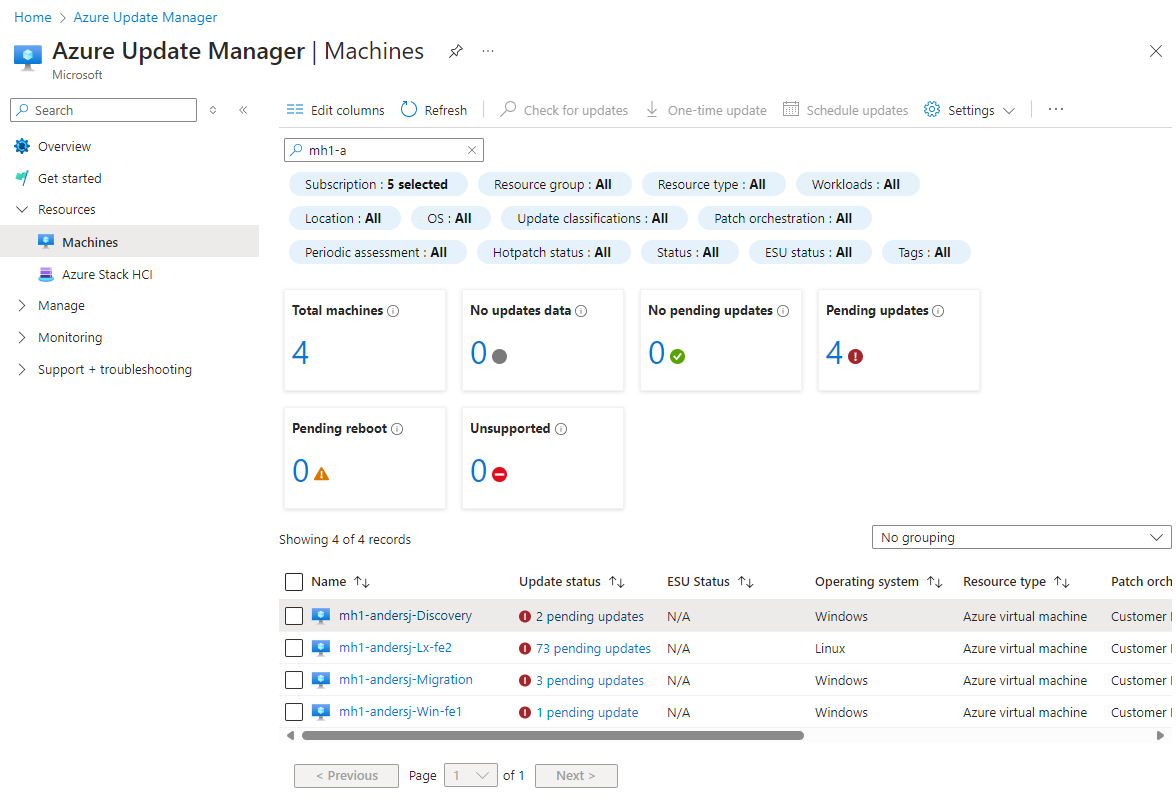 Home > Azure Update Manager
Azure Update Manager | Machines ...
Microsoft
Search
Overview
Get started
Resources
Machines
Azure Stack HCI
Manage
Monitoring
Support + troubleshooting
Edit columns Refresh Check for updates One-time update Schedule updates Settings ...
mh1-a
Subscription : 5 selected Resource group : All Resource type : All Workloads : All
Location : All OS : All Update classifications : All Patch orchestration : All
Periodic assessment : All Hotpatch status : All Status : All ESU status : All Tags : All
Total machines No updates data No pending updates Pending updates
4 0 0 4
Pending reboot Unsupported
0 0
Showing 4 of 4 records
No grouping
Name Update status ESU Status Operating system Resource type Patch orch
mh1-andersj-Discovery 2 pending updates N/A Windows Azure virtual machine Customer
mh1-andersj-Lx-fe2 73 pending updates N/A Linux Azure virtual machine Customer
mh1-andersj-Migration 3 pending updates N/A Windows Azure virtual machine Customer
mh1-andersj-Win-fe1 1 pending update N/A Windows Azure virtual machine Customer
< Previous Page 1 of 1 Next >